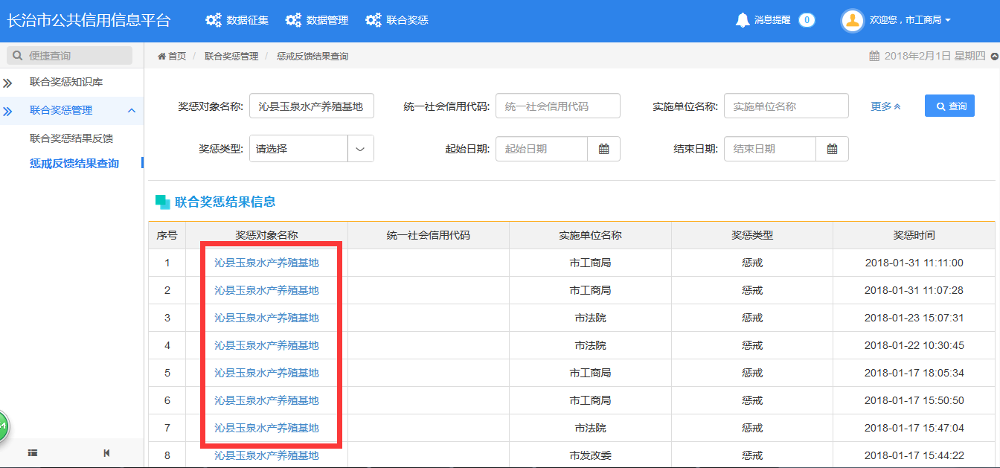 长治市公共信用信息平台 数据征集 数据管理 联合奖惩 消息提醒 0 欢迎您，市工商局
便捷查询 首页 / 联合奖惩管理 / 惩戒反馈结果查询 2018年2月1日 星期四
联合奖惩知识库
联合奖惩管理
联合奖惩结果反馈
惩戒反馈结果查询
奖惩对象名称: 沁县玉泉水产养殖基地 统一社会信用代码: 统一社会信用代码 实施单位名称: 实施单位名称 更多 查询
奖惩类型: 请选择 起始日期: 起始日期 结束日期: 结束日期
联合奖惩结果信息
序号 奖惩对象名称 统一社会信用代码 实施单位名称 奖惩类型 奖惩时间
1 沁县玉泉水产养殖基地 市工商局 惩戒 2018-01-31 11:11:00
2 沁县玉泉水产养殖基地 市工商局 惩戒 2018-01-31 11:07:28
3 沁县玉泉水产养殖基地 市法院 惩戒 2018-01-23 15:07:31
4 沁县玉泉水产养殖基地 市法院 惩戒 2018-01-22 10:30:45
5 沁县玉泉水产养殖基地 市工商局 惩戒 2018-01-17 18:05:34
6 沁县玉泉水产养殖基地 市工商局 惩戒 2018-01-17 15:50:50
7 沁县玉泉水产养殖基地 市法院 惩戒 2018-01-17 15:47:04
8 沁县玉泉水产养殖基地 市发改委 惩戒 2018-01-17 15:44:22